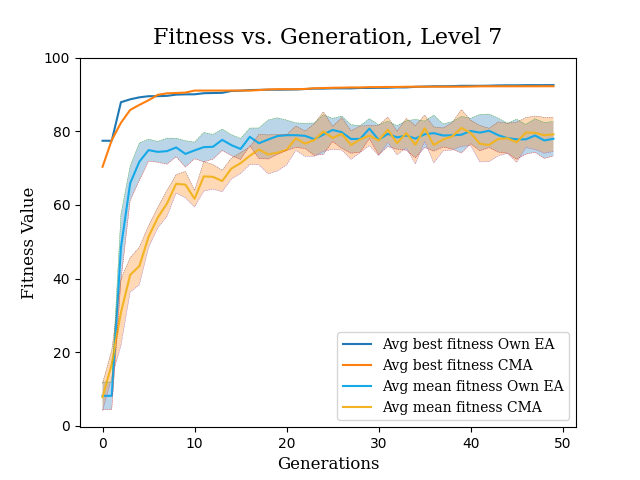 Fitness vs. Generation, Level 7
100
80
60
40
20
0
Fitness Value
0 10 20 30 40 50
Generations
Avg best fitness Own EA
Avg best fitness CMA
Avg mean fitness Own EA
Avg mean fitness CMA